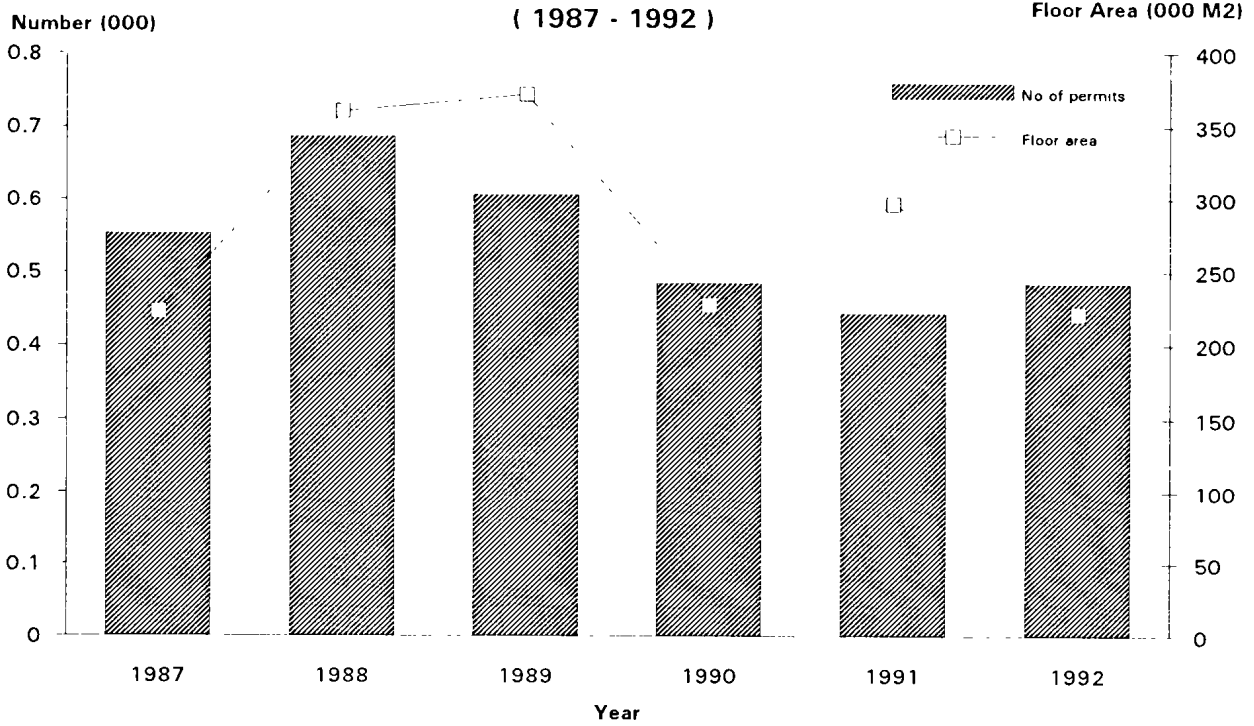 ( 1987 - 1992 )
Number (000)
Floor Area (000 M2)
0.8
0.7
0.6
0.5
0.4
0.3
0.2
0.1
0
400
350
300
250
200
150
100
50
0
No of permits
Floor area
1987 1988 1989 1990 1991 1992
Year